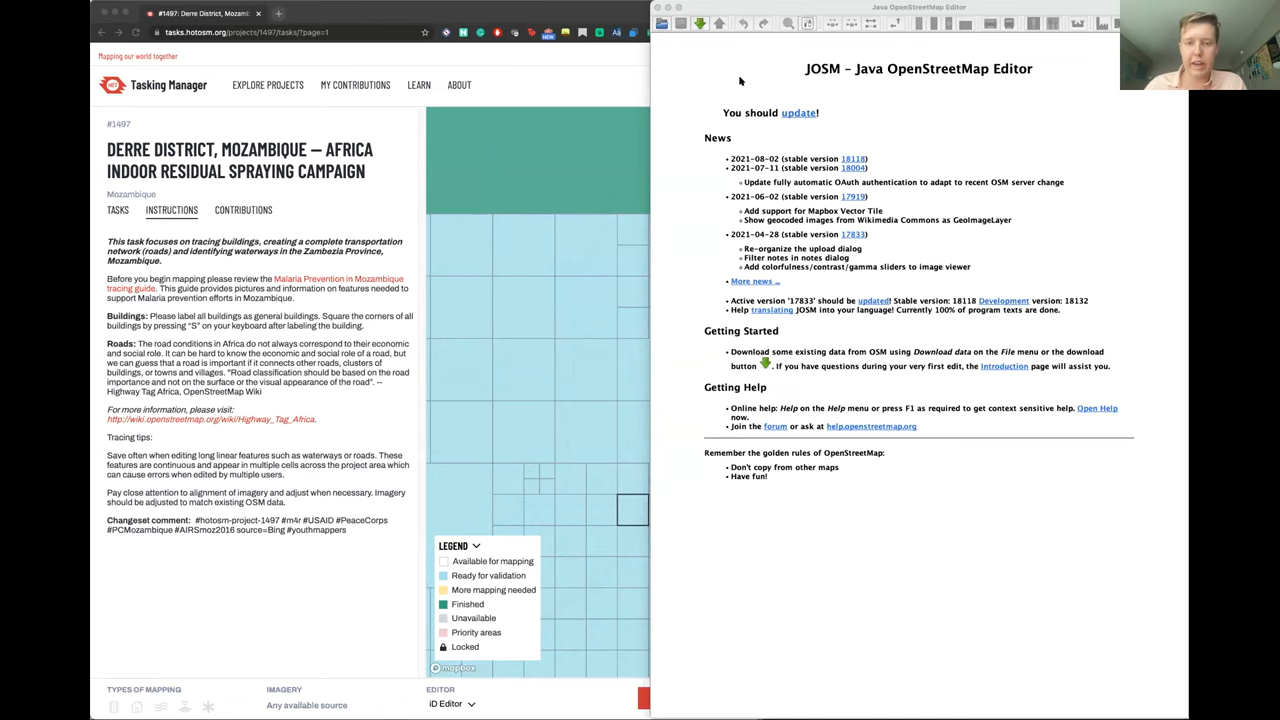 #1497: Derre District, Mozamb
tasks.hotosm.org/projects/1497/tasks/?page=1
NEW
Mapping our world together
Tasking Manager
EXPLORE PROJECTS
MY CONTRIBUTIONS
LEARN
ABOUT
#1497
DERRE DISTRICT, MOZAMBIQUE — AFRICA
INDOOR RESIDUAL SPRAYING CAMPAIGN
Mozambique
TASKS
INSTRUCTIONS
CONTRIBUTIONS
This task focuses on tracing buildings, creating a complete transportation
network (roads) and identifying waterways in the Zambezia Province,
Mozambique.
Before you begin mapping please review the Malaria Prevention in Mozambique
tracing guide. This guide provides pictures and information on features needed to
support Malaria prevention efforts in Mozambique.
Buildings: Please label all buildings as general buildings. Square the corners of all
buildings by pressing "S" on your keyboard after labeling the building.
Roads: The road conditions in Africa do not always correspond to their economic
and social role. It can be hard to know the economic and social role of a road, but
we can guess that a road is important if it connects other roads, clusters of
buildings, or towns and villages. "Road classification should be based on the road
importance and not on the surface or the visual appearance of the road". --
Highway Tag Africa, OpenStreetMap Wiki
For more information, please visit:
http://wiki.openstreetmap.org/wiki/Highway_Tag_Africa.
Tracing tips:
Save often when editing long linear features such as waterways or roads. These
features are continuous and appear in multiple cells across the project area which
can cause errors when edited by multiple users.
Pay close attention to alignment of imagery and adjust when necessary. Imagery
should be adjusted to match existing OSM data.
Changeset comment: #hotosm-project-1497 #m4r #USAID #PeaceCorps
#PCMozambique #AIRSmoz2016 source=Bing #youthmappers
LEGEND
Available for mapping
Ready for validation
More mapping needed
Finished
Unavailable
Priority areas
Locked
mapbox
TYPES OF MAPPING
IMAGERY
Any available source
EDITOR
iD Editor
Java OpenStreetMap Editor
JOSM – Java OpenStreetMap Editor
You should update!
News
• 2021-08-02 (stable version 18118)
• 2021-07-11 (stable version 18004)
Update fully automatic OAuth authentication to adapt to recent OSM server change
• 2021-06-02 (stable version 17919)
Add support for Mapbox Vector Tile
Show geocoded images from Wikimedia Commons as GeoImageLayer
• 2021-04-28 (stable version 17833)
Re-organize the upload dialog
Filter notes in notes dialog
Add colorfulness/contrast/gamma sliders to image viewer
• More news ...
• Active version '17833' should be updated! Stable version: 18118 Development version: 18132
• Help translating JOSM into your language! Currently 100% of program texts are done.
Getting Started
• Download some existing data from OSM using Download data on the File menu or the download
button . If you have questions during your very first edit, the Introduction page will assist you.
Getting Help
• Online help: Help on the Help menu or press F1 as required to get context sensitive help. Open Help
now.
• Join the forum or ask at help.openstreetmap.org
Remember the golden rules of OpenStreetMap:
• Don't copy from other maps
• Have fun!